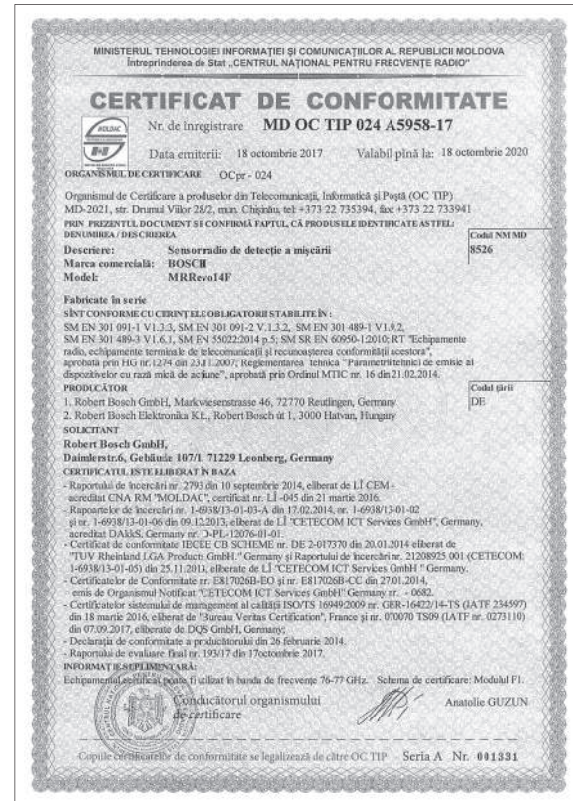 MINISTERUL TEHNOLOGIEI INFORMAȚIEI ȘI COMUNICAȚIILOR AL REPUBLICII MOLDOVA
Întreprinderea de Stat „CENTRUL NAȚIONAL PENTRU FRECVENȚE RADIO"
CERTIFICAT DE CONFORMITATE
MOLDAC
Nr. de înregistrare MD OC TIP 024 A5958-17
Data emiterii: 18 octombrie 2017 Valabil pînă la: 18 octombrie 2020
ORGANISMUL DE CERTIFICARE OCpr - 024
Organismul de Certificare a produselor din Telecomunicații, Informatică și Poștă (OC TIP)
MD-2021, str. Drumul Viilor 28/2, mun. Chișinău, tel: +373 22 735394, fax +373 22 733941
PRIN PREZENTUL DOCUMENT SE CONFIRMĂ FAPTUL, CĂ PRODUSELE IDENTIFICATE ASTFEL:
DENUMIREA / DESCRIEREA Codul NM MD
Descriere: Sensorradio de detecție a mișcării 8526
Marca comercială: BOSCH
Model: MRRevo14F
Fabricate în serie
SÎNT CONFORME CU CERINȚELE OBLIGATORII STABILITE ÎN :
SM EN 301 091-1 V1.3.3, SM EN 301 091-2 V.1.3.2, SM EN 301 489-1 V1.9.2,
SM EN 301 489-3 V1.6.1, SM EN 55022:2014 p.5; SM SR EN 60950-1:2010; RT "Echipamente
radio, echipamente terminale de telecomunicații și recunoașterea conformității acestora",
aprobată prin HG nr.1274 din 23.11.2007; Reglementarea tehnică "Parametrii tehnici de emisie al
dispozitivelor cu rază mică de acțiune", aprobată prin Ordinul MTIC nr. 16 din 21.02.2014.
PRODUCĂTOR Codul țării
1. Robert Bosch GmbH, Markwiesenstrasse 46, 72770 Reutlingen, Germany DE
2. Robert Bosch Elektronika Kt., Robert Bosch út 1, 3000 Hatvan, Hungary
SOLICITANT
Robert Bosch GmbH,
Daimlerstr.6, Gebäude 107/1 71229 Leonberg, Germany
CERTIFICATUL ESTE ELIBERAT ÎN BAZA
- Raportului de încercări nr. 2793 din 10 septembrie 2014, eliberat de LÎ CEM -
acreditat CNA RM "MOLDAC", certificat nr. LÎ -045 din 21 martie 2016.
- Rapoartelor de încercări nr. 1-6938/13-01-03-A din 17.02.2014, nr. 1-6938/13-01-02
și nr. 1-6938/13-01-06 din 09.12.2013, eliberat de LÎ "CETECOM ICT Services GmbH", Germany,
acreditat DAkkS, Germany nr. D-PL-12076-01-01.
- Certificat de conformitate IECEE CB SCHEME nr. DE 2-017370 din 20.01.2014 eliberat de
"TUV Rheinland LGA Products GmbH." Germany și Raportului de încercări nr. 21208925 001 (CETECOM:
1-6938/13-01-05) din 25.11.2013, eliberate de LÎ "CETECOM ICT Services GmbH " Germany.
- Certificatelor de Conformitate nr. E817026B-EO și nr. E817026B-CC din 27.01.2014,
emis de Organismul Notificat "CETECOM ICT Services GmbH" Germany nr. - 0682.
- Certificatelor sistemului de management al calității ISO/TS 16949:2009 nr. GER-16422/14-TS (IATF 234597)
din 18 martie 2016, eliberat de "Bureau Veritas Certification", France și nr. 070070 TS09 (IATF nr. 0273110)
din 07.09.2017, eliberate de DQS GmbH, Germany;
- Declarația de conformitate a producătorului din 26 februarie 2014.
- Raportului de evaluare final nr. 193/17 din 17octombrie 2017.
INFORMAȚIE SUPLIMENTARĂ:
Echipamentul certificat poate fi utilizat în banda de frecvențe 76-77 GHz. Schema de certificare: Modulul F1.
Conducătorul organismului
de certificare
Anatolie GUZUN
Copiile certificatelor de conformitate se legalizează de către OC TIP - Seria A Nr. 001331